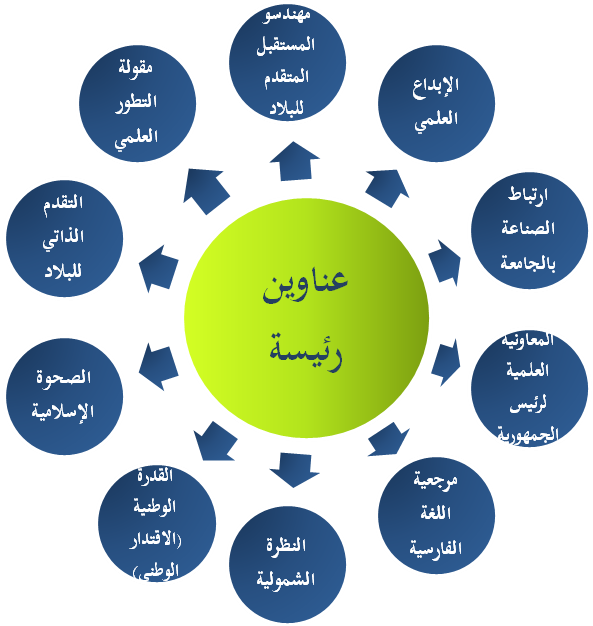 مهندسو
المستقبل
المتقدم
للبلاد
الإبداع
العلمي
ارتباط
الصناعة
بالجامعة
المعاونية
العلمية
لرئيس
الجمهورية
مرجعية
اللغة
الفارسية
النظرة
الشمولية
القدرة
الوطنية
(الاقتدار
الوطني)
الصحوة
الإسلامية
التقدم
الذاتي
للبلاد
مقولة
التطور
العلمي
عناوين
رئيسة